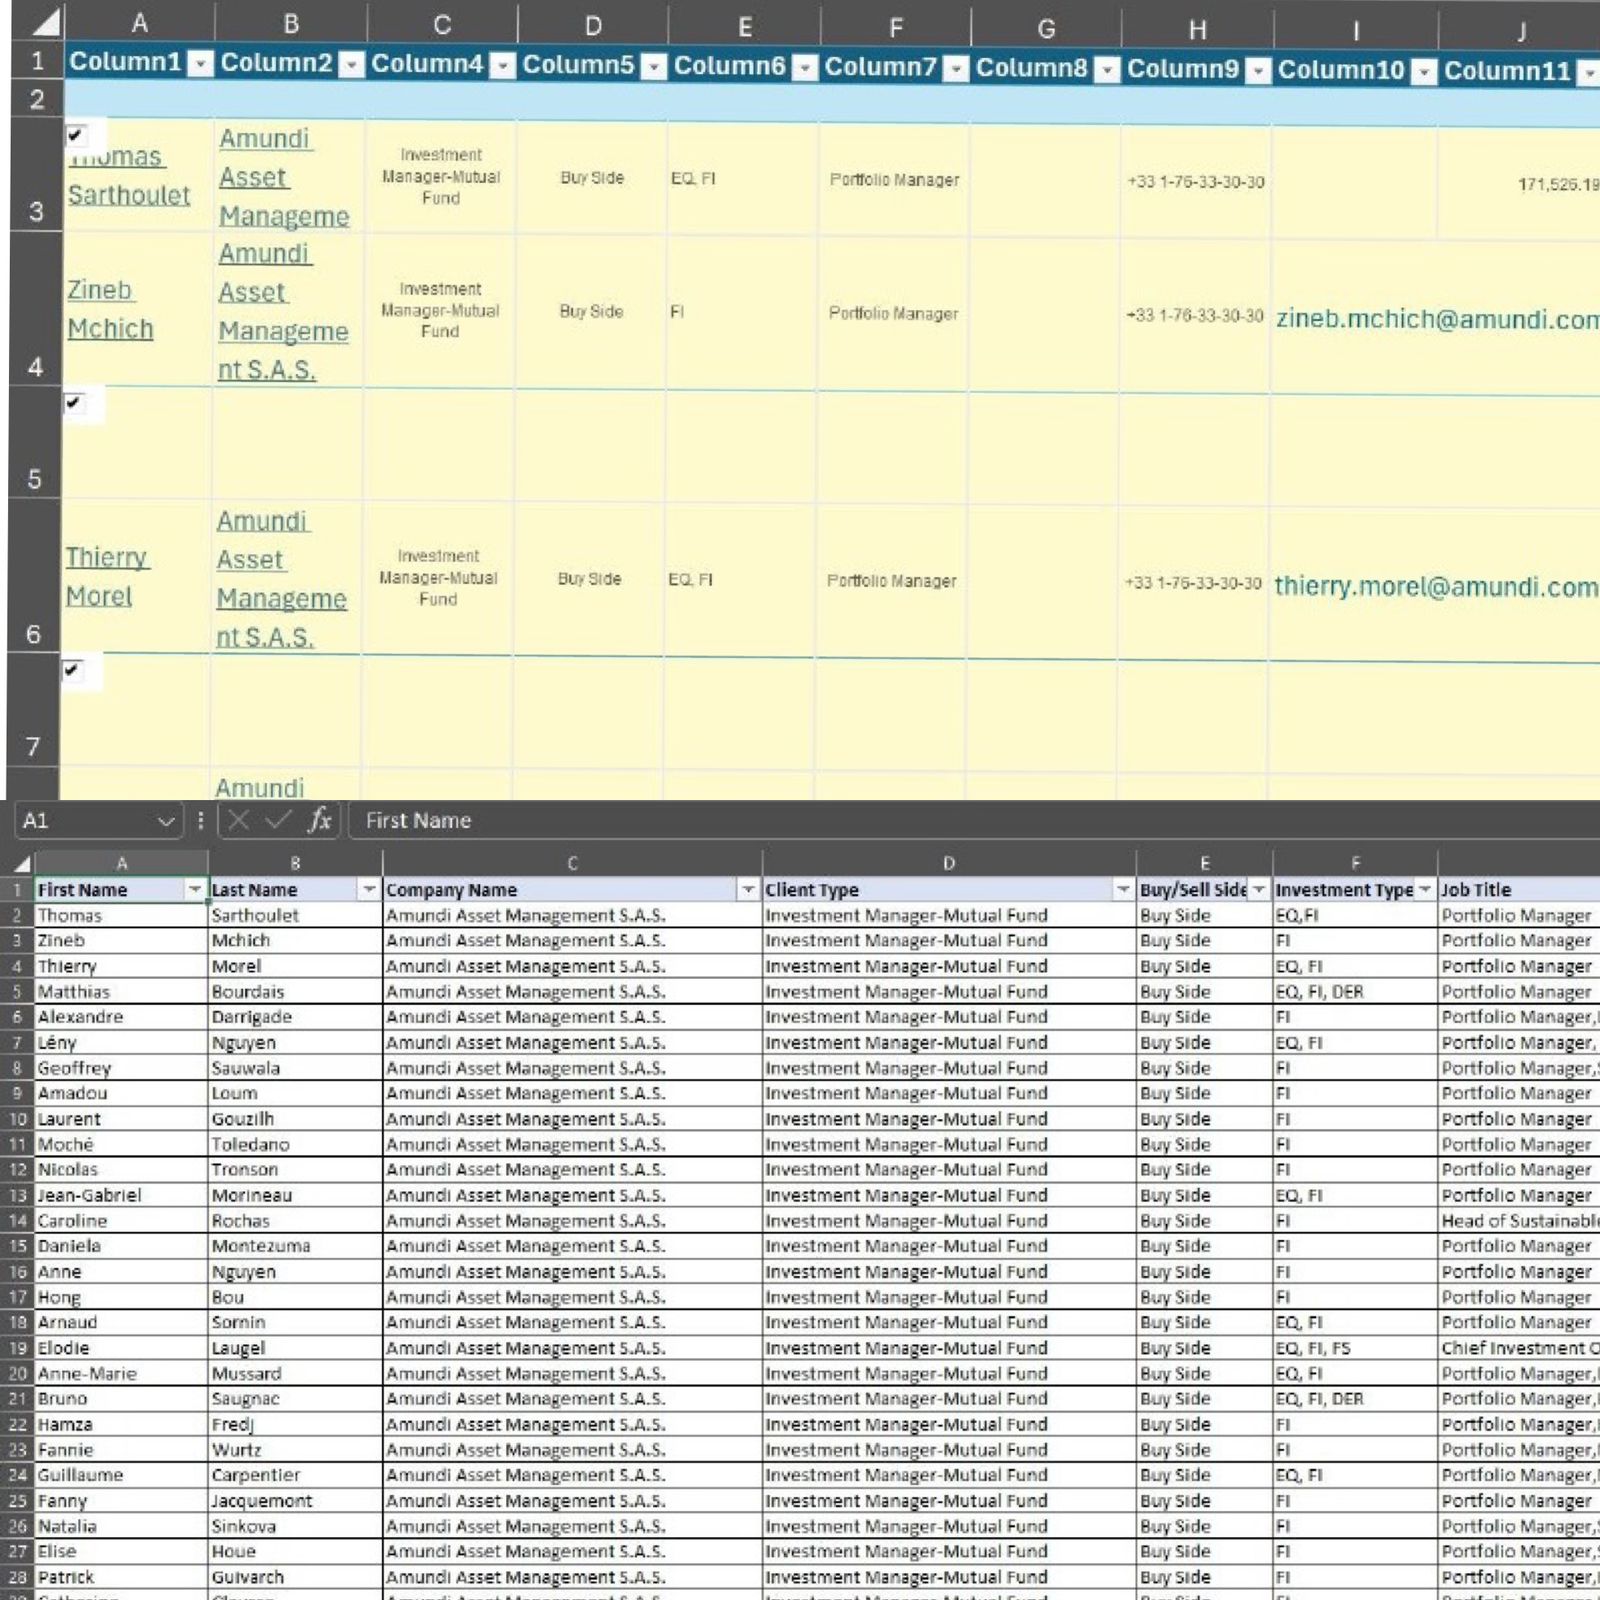 A B C D E F G H I J
1 Column1 Column2 Column4 Column5 Column6 Column7 Column8 Column9 Column10 Column11
2
3 Thomas Sarthoulet Amundi Asset Manageme Investment Manager-Mutual Fund Buy Side EQ, FI Portfolio Manager +33 1-76-33-30-30 171,526.19
4 Zineb Mchich Amundi Asset Manageme nt S.A.S. Investment Manager-Mutual Fund Buy Side FI Portfolio Manager +33 1-76-33-30-30 zineb.mchich@amundi.com
5
6 Thierry Morel Amundi Asset Manageme nt S.A.S. Investment Manager-Mutual Fund Buy Side EQ, FI Portfolio Manager +33 1-76-33-30-30 thierry.morel@amundi.com
7
Amundi
A1 fx First Name
A B C D E F
1 First Name Last Name Company Name Client Type Buy/Sell Side Investment Type Job Title
2 Thomas Sarthoulet Amundi Asset Management S.A.S. Investment Manager-Mutual Fund Buy Side EQ,FI Portfolio Manager
3 Zineb Mchich Amundi Asset Management S.A.S. Investment Manager-Mutual Fund Buy Side FI Portfolio Manager
4 Thierry Morel Amundi Asset Management S.A.S. Investment Manager-Mutual Fund Buy Side EQ, FI Portfolio Manager
5 Matthias Bourdais Amundi Asset Management S.A.S. Investment Manager-Mutual Fund Buy Side EQ, FI, DER Portfolio Manager
6 Alexandre Darrigade Amundi Asset Management S.A.S. Investment Manager-Mutual Fund Buy Side FI Portfolio Manager,
7 Lény Nguyen Amundi Asset Management S.A.S. Investment Manager-Mutual Fund Buy Side EQ, FI Portfolio Manager,
8 Geoffrey Sauwala Amundi Asset Management S.A.S. Investment Manager-Mutual Fund Buy Side FI Portfolio Manager,
9 Amadou Loum Amundi Asset Management S.A.S. Investment Manager-Mutual Fund Buy Side FI Portfolio Manager
10 Laurent Gouzilh Amundi Asset Management S.A.S. Investment Manager-Mutual Fund Buy Side FI Portfolio Manager
11 Moché Toledano Amundi Asset Management S.A.S. Investment Manager-Mutual Fund Buy Side FI Portfolio Manager
12 Nicolas Tronson Amundi Asset Management S.A.S. Investment Manager-Mutual Fund Buy Side FI Portfolio Manager
13 Jean-Gabriel Morineau Amundi Asset Management S.A.S. Investment Manager-Mutual Fund Buy Side EQ, FI Portfolio Manager
14 Caroline Rochas Amundi Asset Management S.A.S. Investment Manager-Mutual Fund Buy Side FI Head of Sustainable
15 Daniela Montezuma Amundi Asset Management S.A.S. Investment Manager-Mutual Fund Buy Side FI Portfolio Manager
16 Anne Nguyen Amundi Asset Management S.A.S. Investment Manager-Mutual Fund Buy Side FI Portfolio Manager
17 Hong Bou Amundi Asset Management S.A.S. Investment Manager-Mutual Fund Buy Side FI Portfolio Manager
18 Arnaud Sornin Amundi Asset Management S.A.S. Investment Manager-Mutual Fund Buy Side EQ, FI Portfolio Manager
19 Elodie Laugel Amundi Asset Management S.A.S. Investment Manager-Mutual Fund Buy Side EQ, FI, FS Chief Investment
20 Anne-Marie Mussard Amundi Asset Management S.A.S. Investment Manager-Mutual Fund Buy Side EQ, FI Portfolio Manager,
21 Bruno Saugnac Amundi Asset Management S.A.S. Investment Manager-Mutual Fund Buy Side EQ, FI, DER Portfolio Manager,
22 Hamza Fredj Amundi Asset Management S.A.S. Investment Manager-Mutual Fund Buy Side FI Portfolio Manager,
23 Fannie Wurtz Amundi Asset Management S.A.S. Investment Manager-Mutual Fund Buy Side FI Portfolio Manager,
24 Guillaume Carpentier Amundi Asset Management S.A.S. Investment Manager-Mutual Fund Buy Side EQ, FI Portfolio Manager,
25 Fanny Jacquemont Amundi Asset Management S.A.S. Investment Manager-Mutual Fund Buy Side FI Portfolio Manager
26 Natalia Sinkova Amundi Asset Management S.A.S. Investment Manager-Mutual Fund Buy Side FI Portfolio Manager,
27 Elise Houe Amundi Asset Management S.A.S. Investment Manager-Mutual Fund Buy Side FI Portfolio Manager,
28 Patrick Guivarch Amundi Asset Management S.A.S. Investment Manager-Mutual Fund Buy Side FI Portfolio Manager,